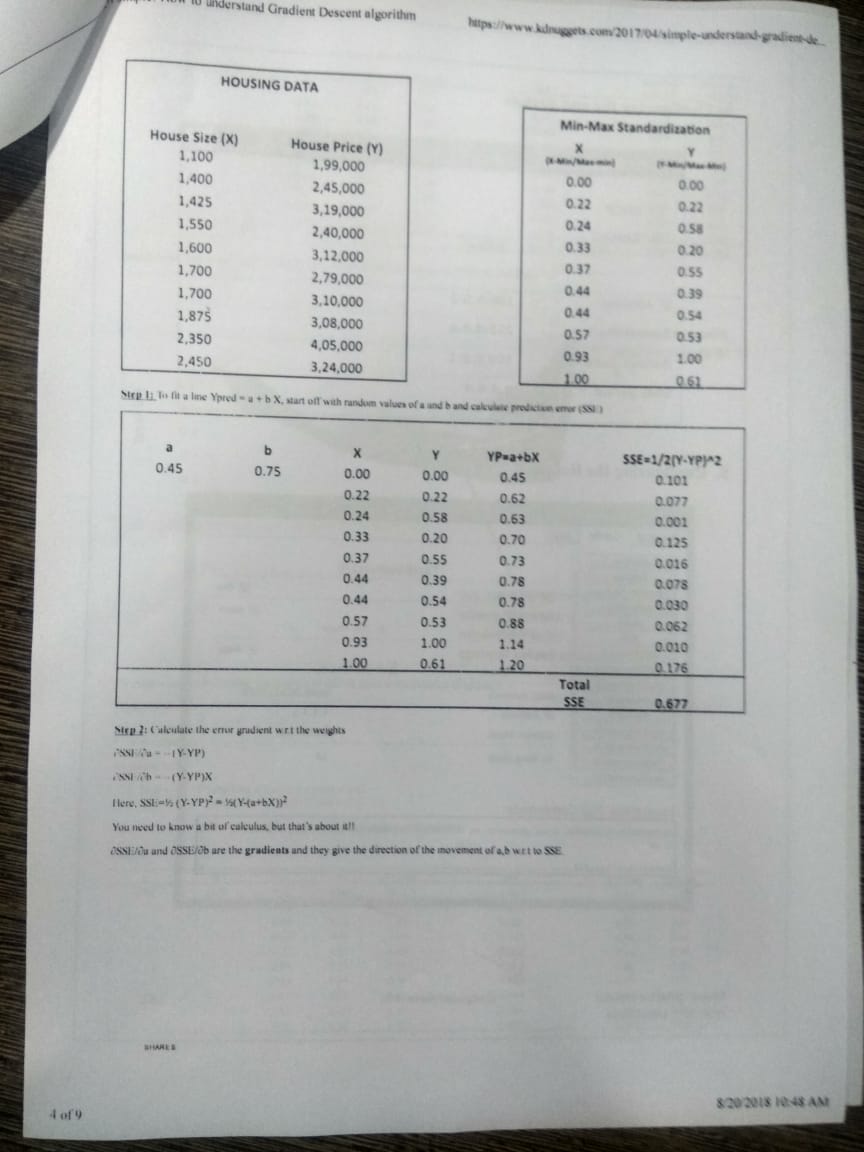 understand Gradient Descent algorithm
https://www.kdnuggets.com/2017/04/simple-understand-gradient-de...
HOUSING DATA
House Size (X) House Price (Y)
1,100 1,99,000
1,400 2,45,000
1,425 3,19,000
1,550 2,40,000
1,600 3,12,000
1,700 2,79,000
1,700 3,10,000
1,875 3,08,000
2,350 4,05,000
2,450 3,24,000
Min-Max Standardization
X Y
(X-Min/Max-min) (Y-Min/Max-Min)
0.00 0.00
0.22 0.22
0.24 0.58
0.33 0.20
0.37 0.55
0.44 0.39
0.44 0.54
0.57 0.53
0.93 1.00
1.00 0.61
Step 1: To fit a line Ypred = a + b X, start off with random values of a and b and calculate prediction error (SSE)
a b X Y YP=a+bX SSE=1/2(Y-YP)^2
0.45 0.75 0.00 0.00 0.45 0.101
0.22 0.22 0.62 0.077
0.24 0.58 0.63 0.001
0.33 0.20 0.70 0.125
0.37 0.55 0.73 0.016
0.44 0.39 0.78 0.078
0.44 0.54 0.78 0.030
0.57 0.53 0.88 0.062
0.93 1.00 1.14 0.010
1.00 0.61 1.20 0.176
Total
SSE 0.677
Step 2: Calculate the error gradient w.r.t the weights
∂SSE/∂a = – (Y-YP)
∂SSE/∂b = – (Y-YP)X
Here, SSE=½ (Y-YP)² = ½(Y-(a+bX))²
You need to know a bit of calculus, but that's about it!!
∂SSE/∂a and ∂SSE/∂b are the gradients and they give the direction of the movement of a,b w.r.t to SSE.
SHARES
4 of 9
8/20/2018 10:48 AM